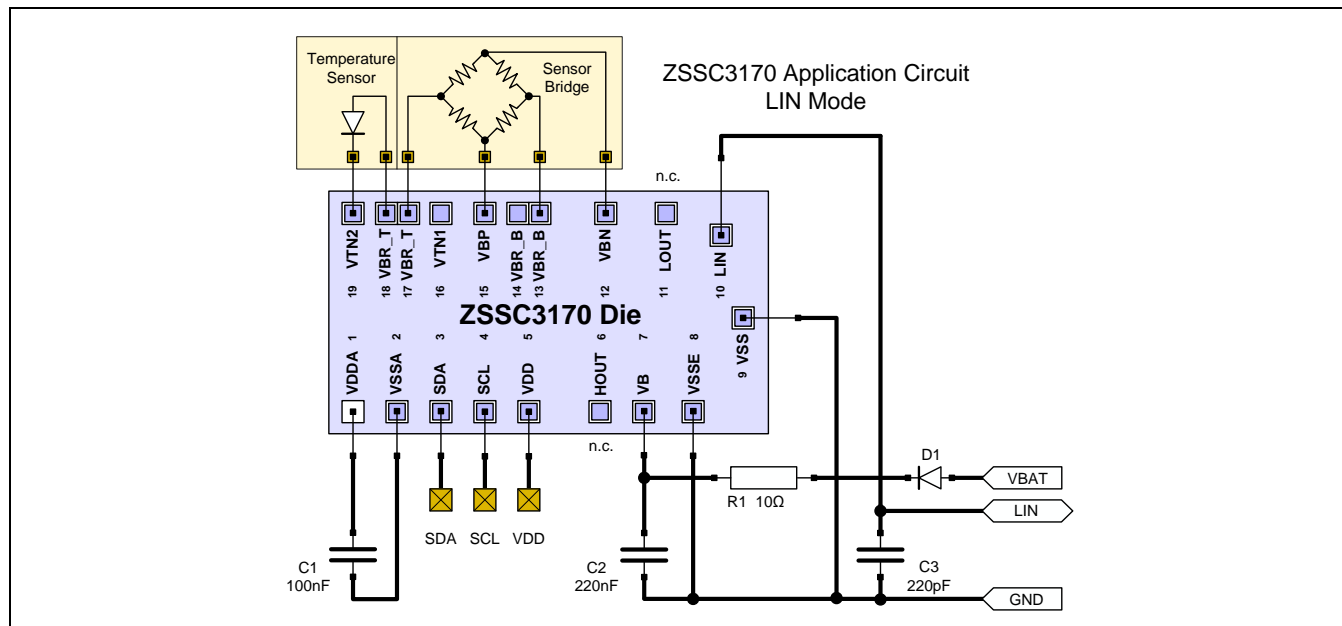 Temperature
Sensor
Sensor
Bridge
ZSSC3170 Application Circuit
LIN Mode
n.c.
VTN2
VBR_T
VBR_T
VTN1
VBP
VBR_B
VBR_B
VBN
LOUT
LIN
19
18
17
16
15
14
13
12
11
10
ZSSC3170 Die
9 VSS
1
2
3
4
5
6
7
8
VDDA
VSSA
SDA
SCL
VDD
HOUT
VB
VSSE
n.c.
D1
VBAT
R1 10Ω
LIN
SDA SCL VDD
C1
100nF
C2
220nF
C3
220pF
GND